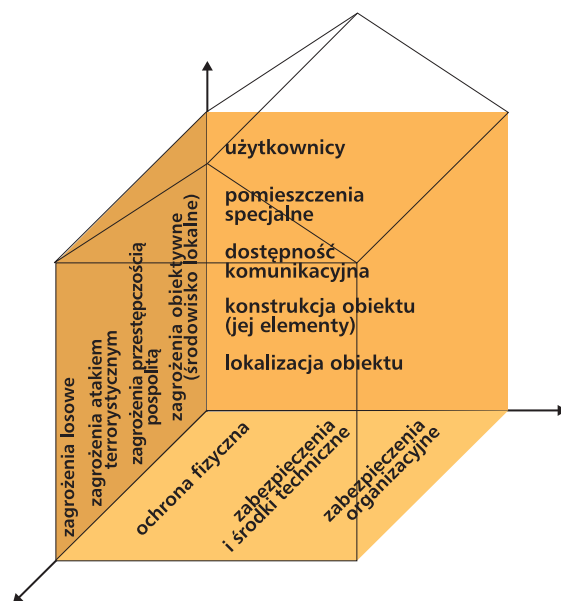 użytkownicy
pomieszczenia
specjalne
dostępność
komunikacyjna
konstrukcja obiektu
(jej elementy)
lokalizacja obiektu
zagrożenia losowe
zagrożenia atakiem
terrorystycznym
zagrożenia przestępczością
pospolitą
zagrożenia obiektywne
(środowisko lokalne)
ochrona fizyczna
zabezpieczenia
i środki techniczne
zabezpieczenia
organizacyjne